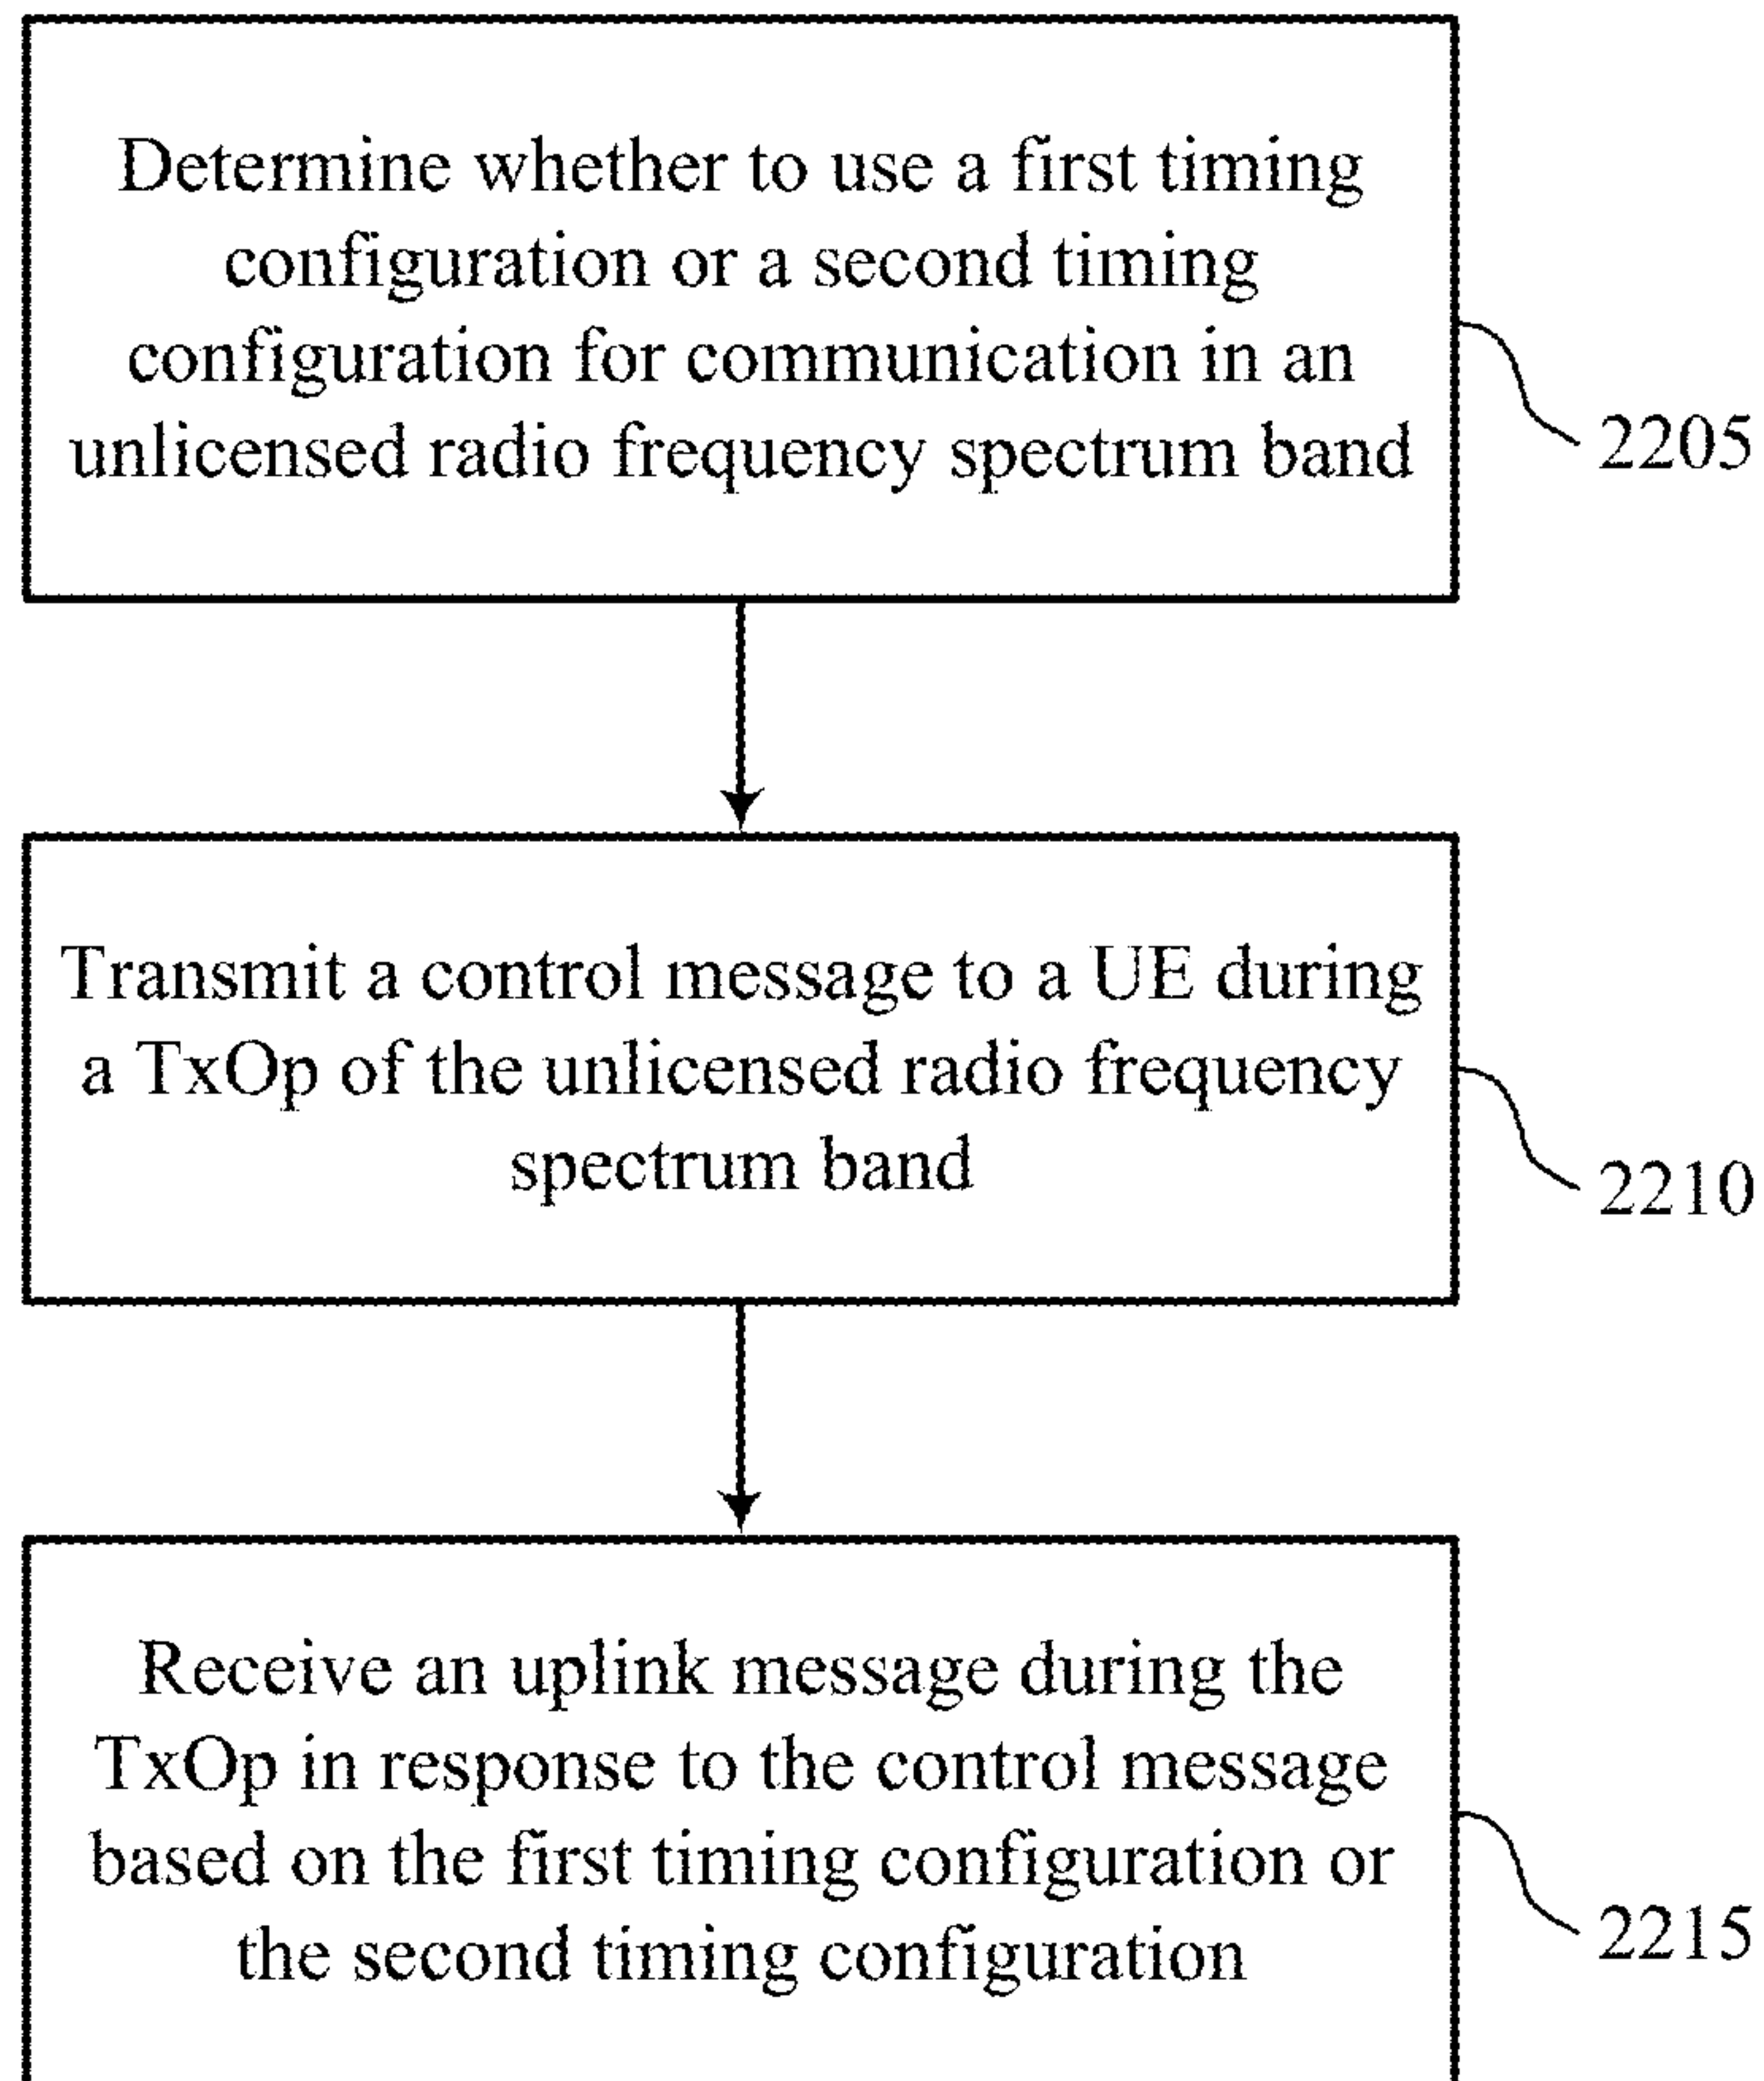 Determine whether to use a first timing
configuration or a second timing
configuration for communication in an
unlicensed radio frequency spectrum band
2205
Transmit a control message to a UE during
a TxOp of the unlicensed radio frequency
spectrum band
2210
Receive an uplink message during the
TxOp in response to the control message
based on the first timing configuration or
the second timing configuration
2215